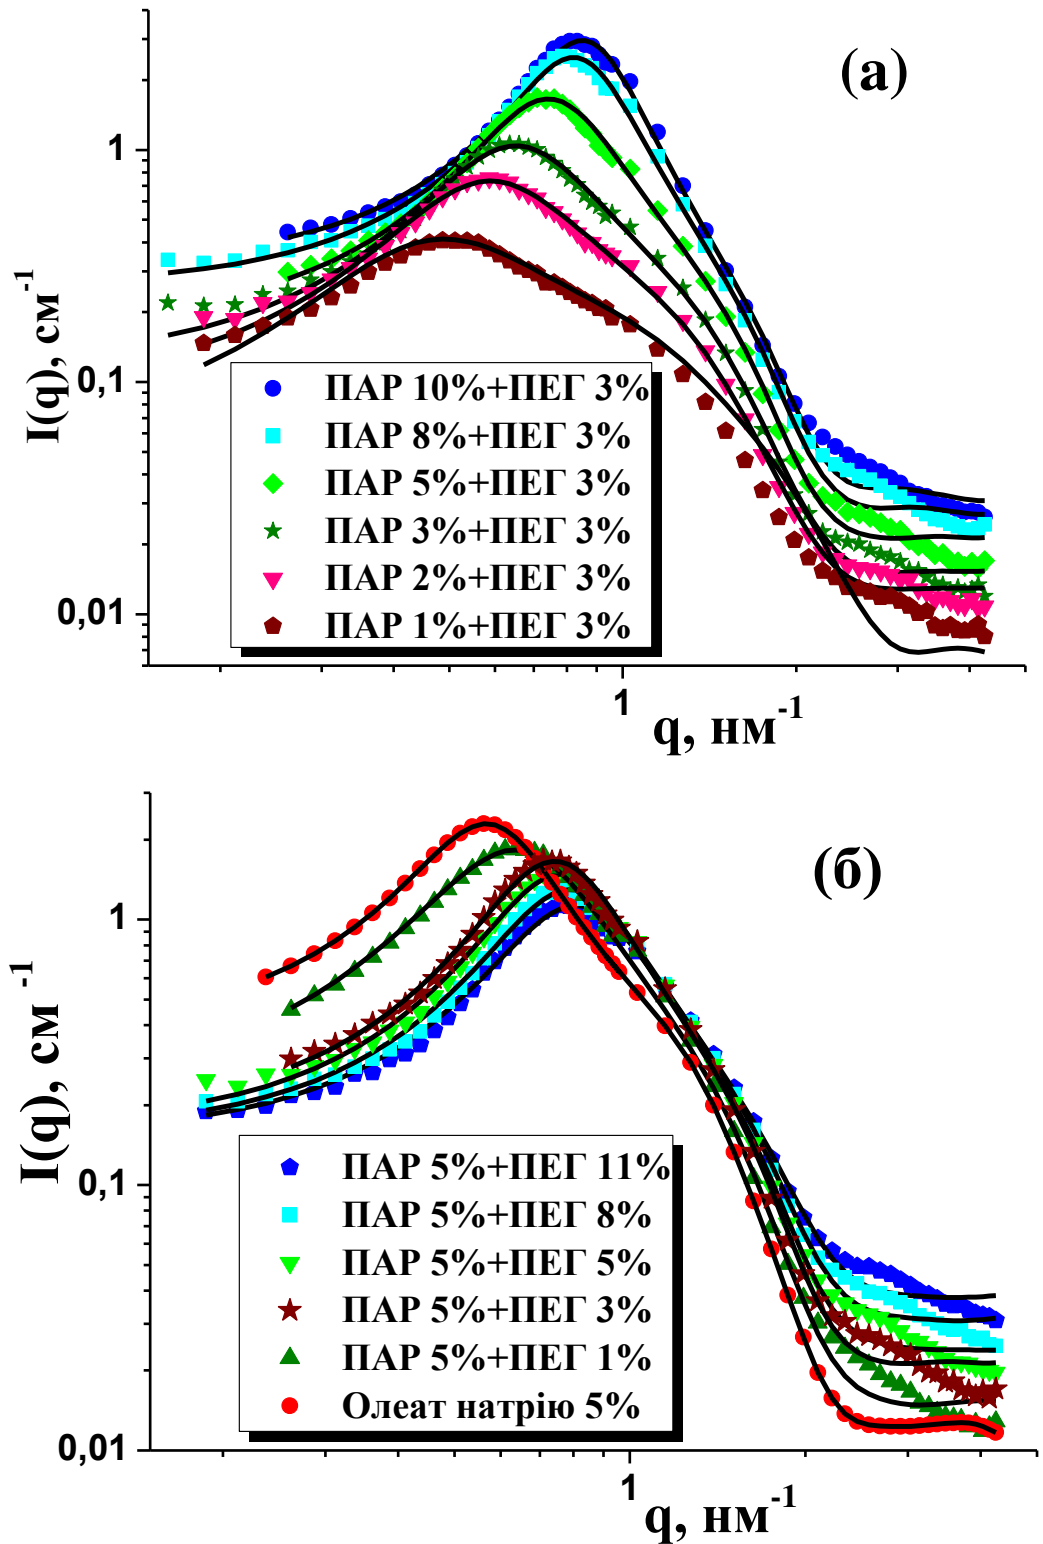 (а)
1
0,1
0,01
I(q), см-1
ПАР 10%+ПЕГ 3%
ПАР 8%+ПЕГ 3%
ПАР 5%+ПЕГ 3%
ПАР 3%+ПЕГ 3%
ПАР 2%+ПЕГ 3%
ПАР 1%+ПЕГ 3%
1
q, нм-1
(б)
1
0,1
0,01
I(q), см -1
ПАР 5%+ПЕГ 11%
ПАР 5%+ПЕГ 8%
ПАР 5%+ПЕГ 5%
ПАР 5%+ПЕГ 3%
ПАР 5%+ПЕГ 1%
Олеат натрію 5%
1
q, нм-1